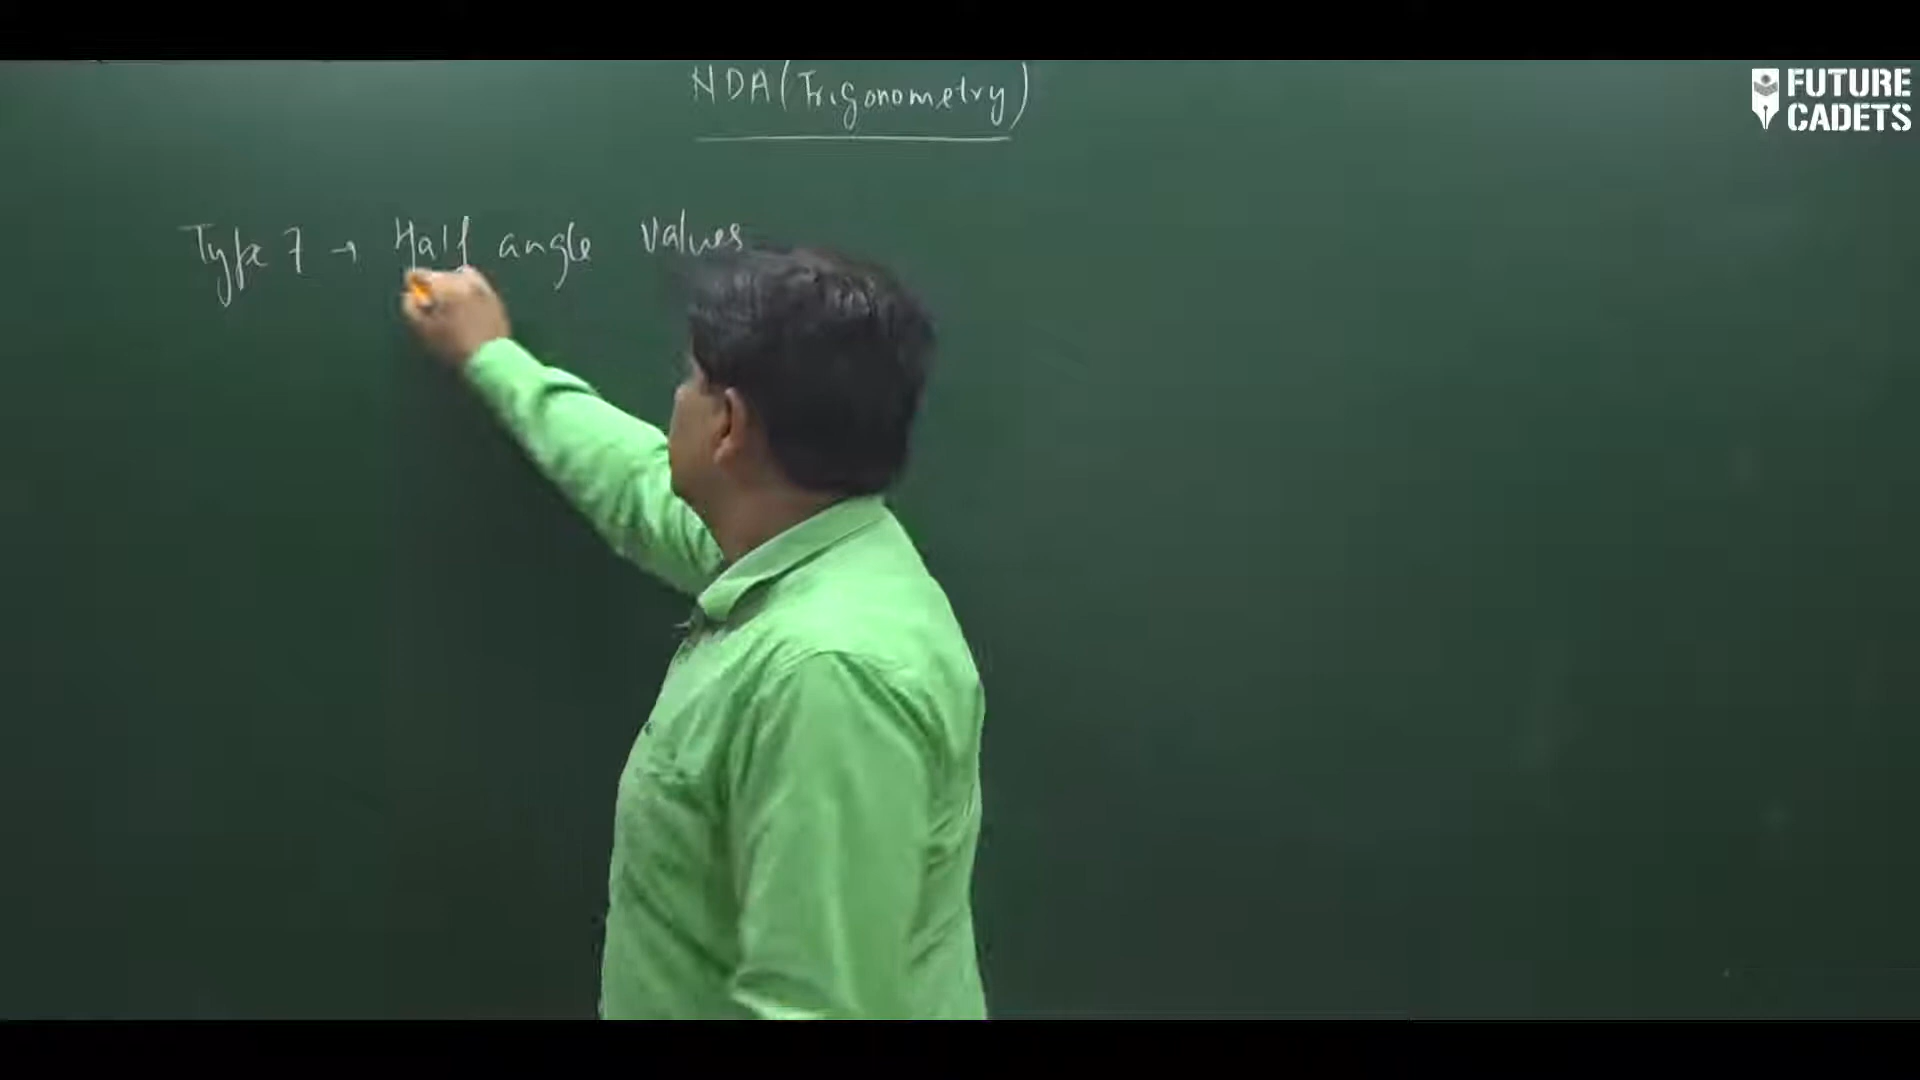 NDA (Trigonometry)
FUTURE
CADETS
Type 7 → Half angle values